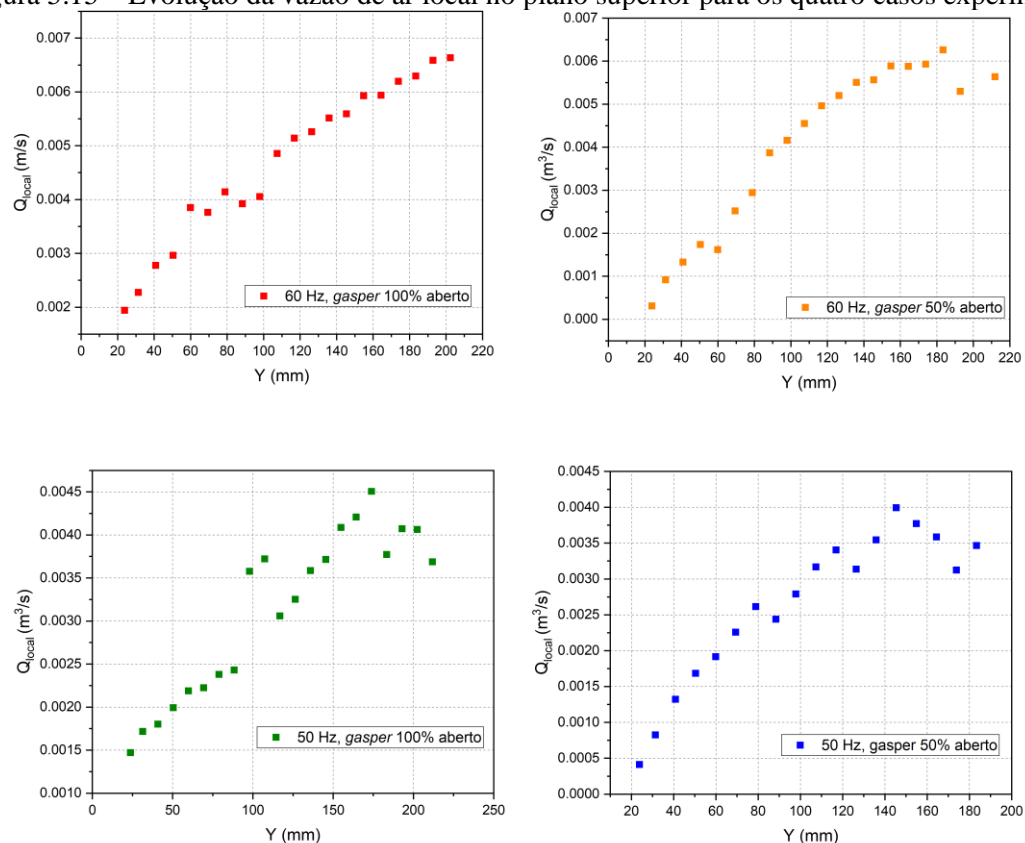 gura 3.15 – Evolução da vazão de ar local no plano superior para os quatro casos experi
0.007
0.006
0.005
0.004
0.003
0.002
Q local (m/s)
60 Hz, gasper 100% aberto
0 20 40 60 80 100 120 140 160 180 200 220
Y (mm)
0.007
0.006
0.005
0.004
0.003
0.002
0.001
0.000
Q local (m³/s)
60 Hz, gasper 50% aberto
0 20 40 60 80 100 120 140 160 180 200 220
Y (mm)
0.0045
0.0040
0.0035
0.0030
0.0025
0.0020
0.0015
0.0010
Q local (m³/s)
50 Hz, gasper 100% aberto
0 50 100 150 200 250
Y (mm)
0.0045
0.0040
0.0035
0.0030
0.0025
0.0020
0.0015
0.0010
0.0005
0.0000
Q local (m³/s)
50 Hz, gasper 50% aberto
20 40 60 80 100 120 140 160 180 200
Y (mm)